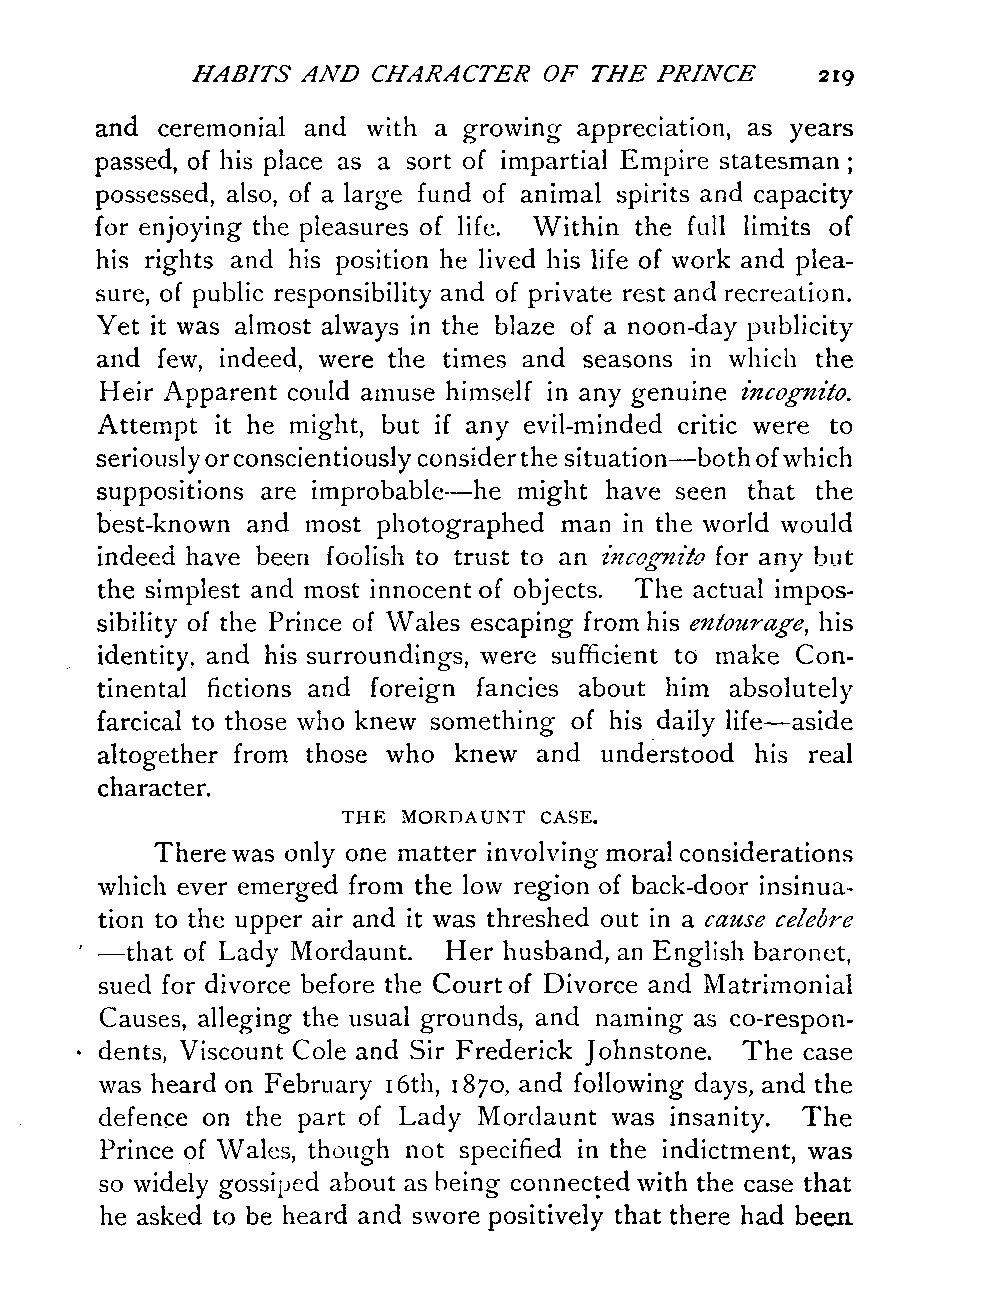 HABITS AND CHARACTER OF THE PRINCE 219
and ceremonial and with a growing appreciation, as years
passed, of his place as a sort of impartial Empire statesman;
possessed, also, of a large fund of animal spirits and capacity
for enjoying the pleasures of life. Within the full limits of
his rights and his position he lived his life of work and plea-
sure, of public responsibility and of private rest and recreation.
Yet it was almost always in the blaze of a noon-day publicity
and few, indeed, were the times and seasons in which the
Heir Apparent could amuse himself in any genuine incognito.
Attempt it he might, but if any evil-minded critic were to
seriously or conscientiously consider the situation—both of which
suppositions are improbable—he might have seen that the
best-known and most photographed man in the world would
indeed have been foolish to trust to an incognito for any but
the simplest and most innocent of objects. The actual impos-
sibility of the Prince of Wales escaping from his entourage, his
identity, and his surroundings, were sufficient to make Con-
tinental fictions and foreign fancies about him absolutely
farcical to those who knew something of his daily life—aside
altogether from those who knew and understood his real
character.
THE MORDAUNT CASE.
There was only one matter involving moral considerations
which ever emerged from the low region of back-door insinua-
tion to the upper air and it was threshed out in a cause celebre
—that of Lady Mordaunt. Her husband, an English baronet,
sued for divorce before the Court of Divorce and Matrimonial
Causes, alleging the usual grounds, and naming as co-respon-
dents, Viscount Cole and Sir Frederick Johnstone. The case
was heard on February 16th, 1870, and following days, and the
defence on the part of Lady Mordaunt was insanity. The
Prince of Wales, though not specified in the indictment, was
so widely gossiped about as being connected with the case that
he asked to be heard and swore positively that there had been